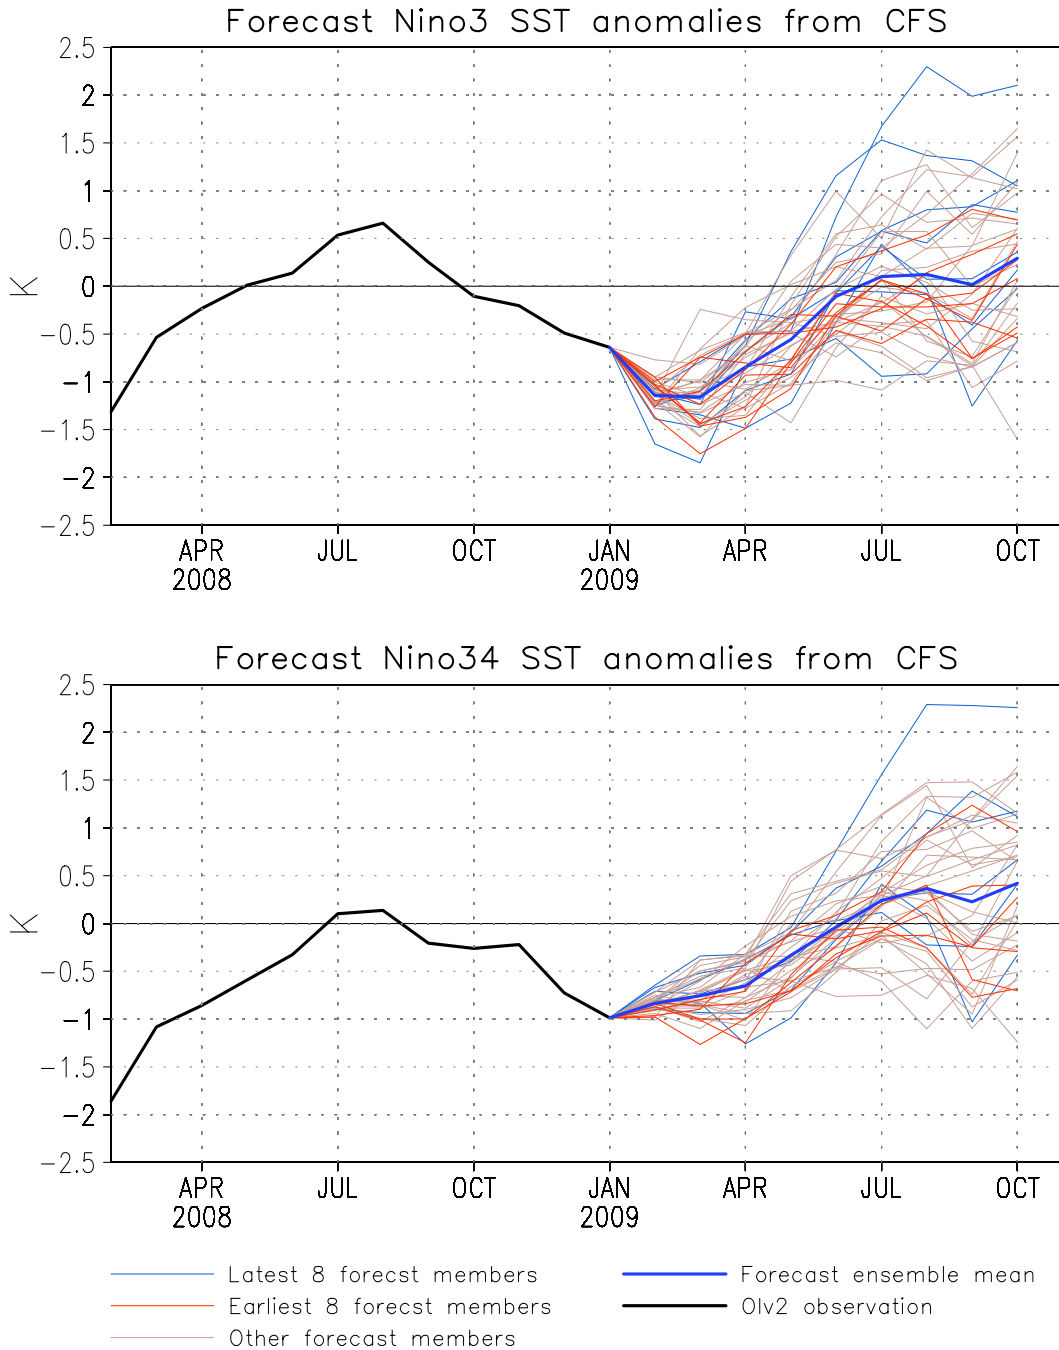 Forecast Nino3 SST anomalies from CFS
2.5
2
1.5
1
0.5
0
−0.5
−1
−1.5
−2
−2.5
K
APR JUL OCT JAN APR JUL OCT
2008 2009
Forecast Nino34 SST anomalies from CFS
2.5
2
1.5
1
0.5
0
−0.5
−1
−1.5
−2
−2.5
K
APR JUL OCT JAN APR JUL OCT
2008 2009
Latest 8 forecst members
Forecast ensemble mean
Earliest 8 forecst members
OIv2 observation
Other forecast members